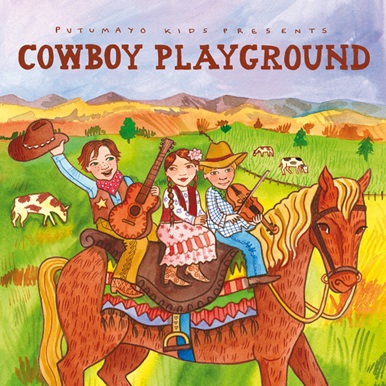 PUTUMAYO KIDS PRESENTS
COWBOY PLAYGROUND